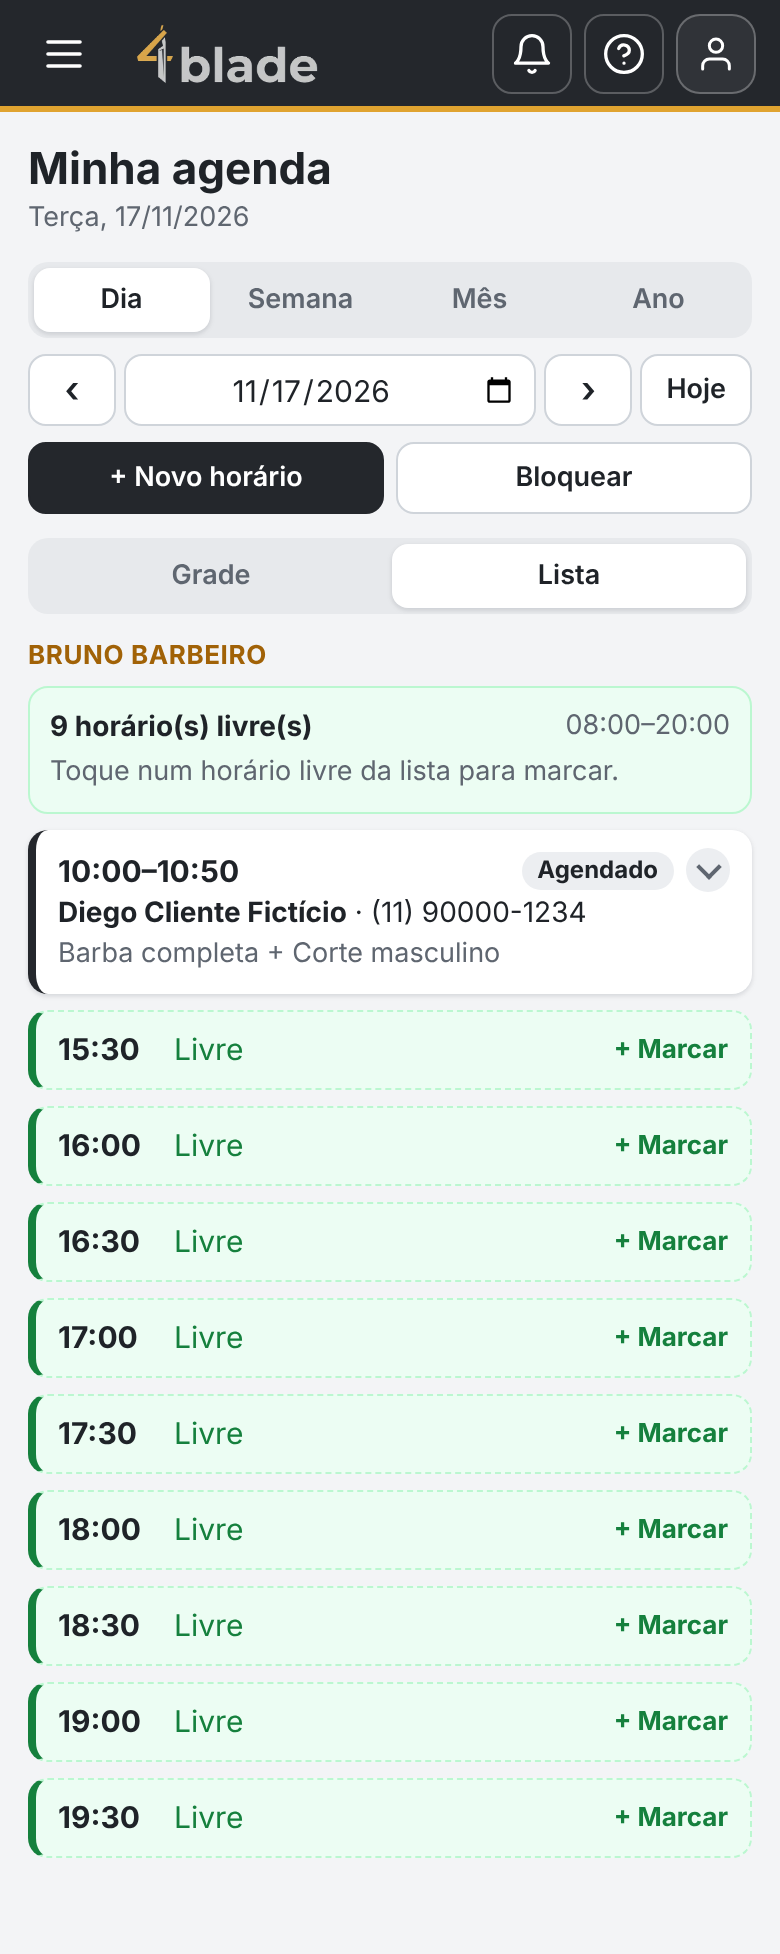 4blade
Minha agenda
Terça, 17/11/2026
Dia Semana Mês Ano
‹ 11/17/2026 › Hoje
+ Novo horário Bloquear
Grade Lista
BRUNO BARBEIRO
9 horário(s) livre(s) 08:00–20:00
Toque num horário livre da lista para marcar.
10:00–10:50 Agendado
Diego Cliente Fictício · (11) 90000-1234
Barba completa + Corte masculino
15:30 Livre + Marcar
16:00 Livre + Marcar
16:30 Livre + Marcar
17:00 Livre + Marcar
17:30 Livre + Marcar
18:00 Livre + Marcar
18:30 Livre + Marcar
19:00 Livre + Marcar
19:30 Livre + Marcar